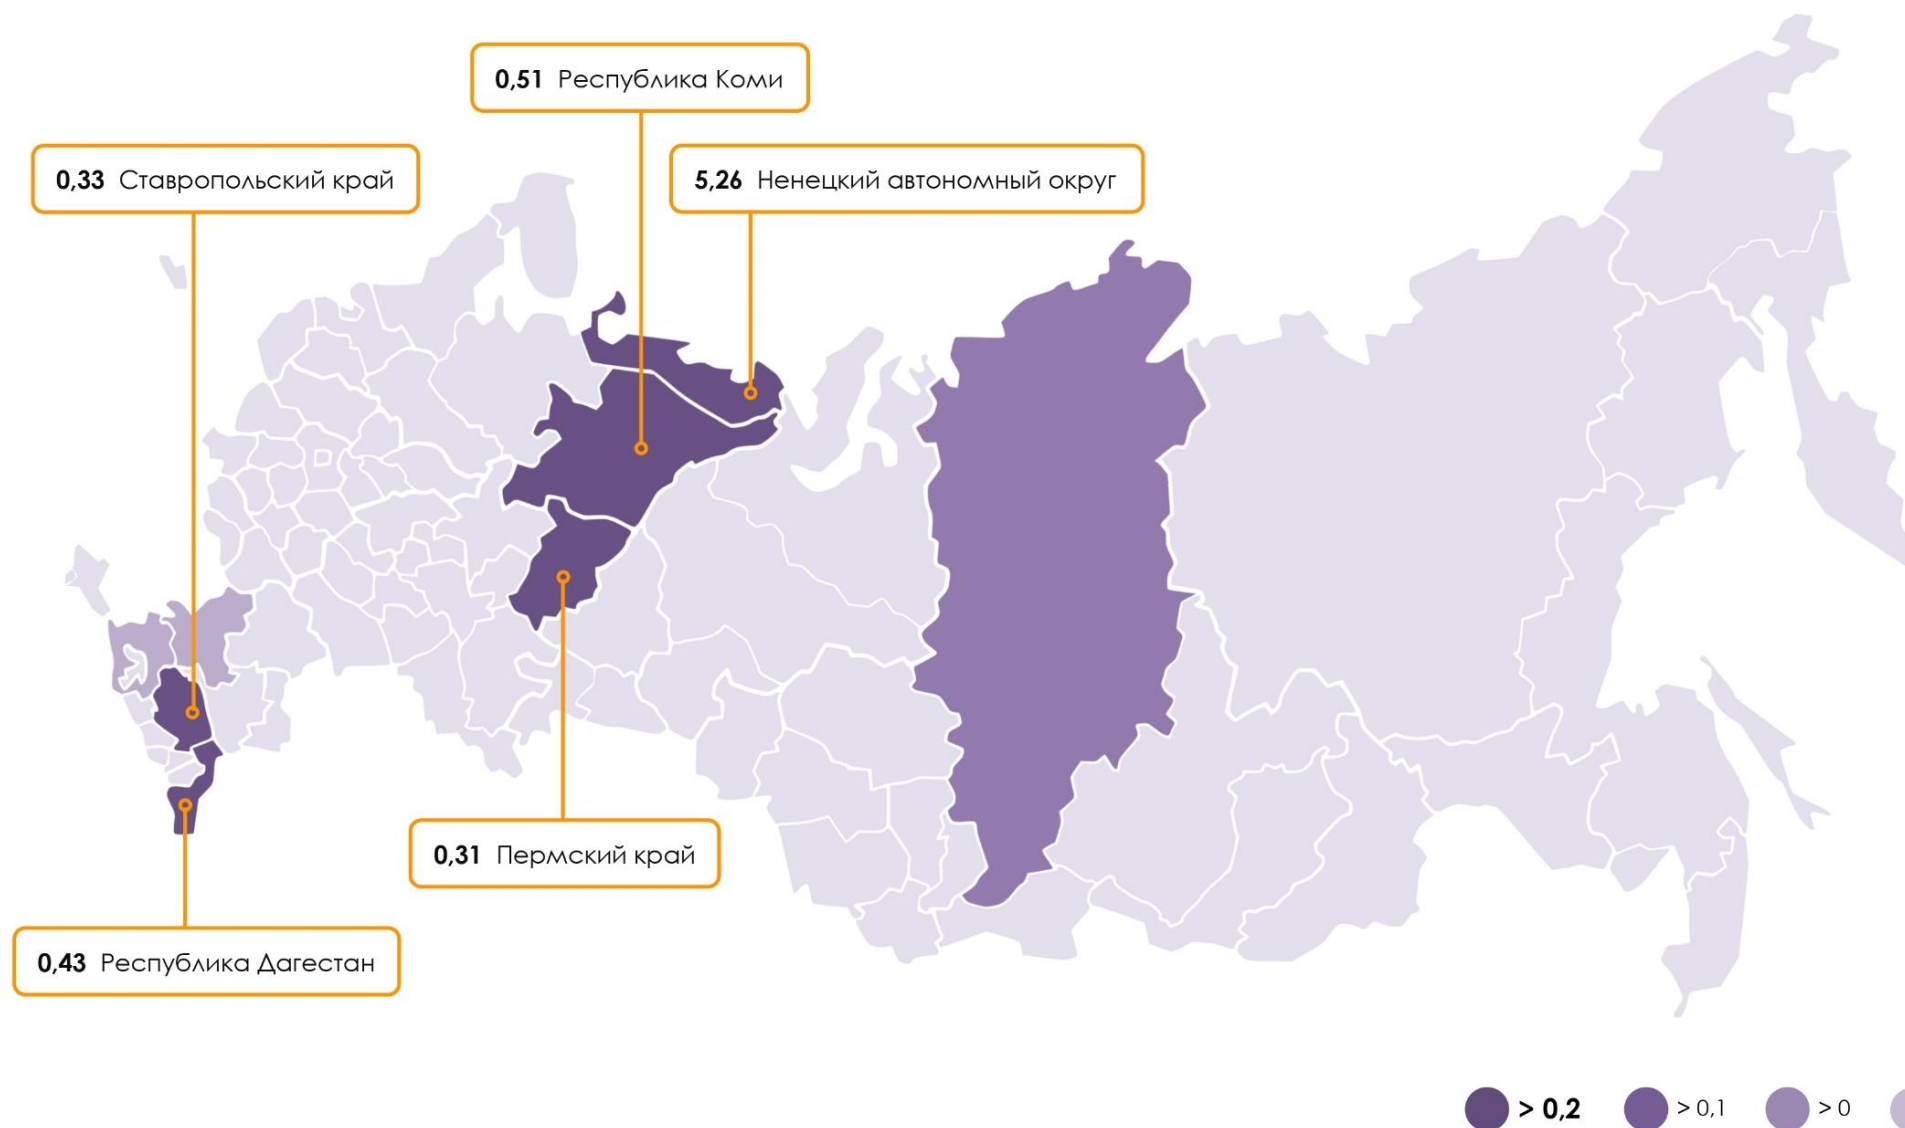 0,51 Республика Коми
0,33 Ставропольский край
5,26 Ненецкий автономный округ
0,31 Пермский край
0,43 Республика Дагестан
> 0,2 > 0,1 > 0